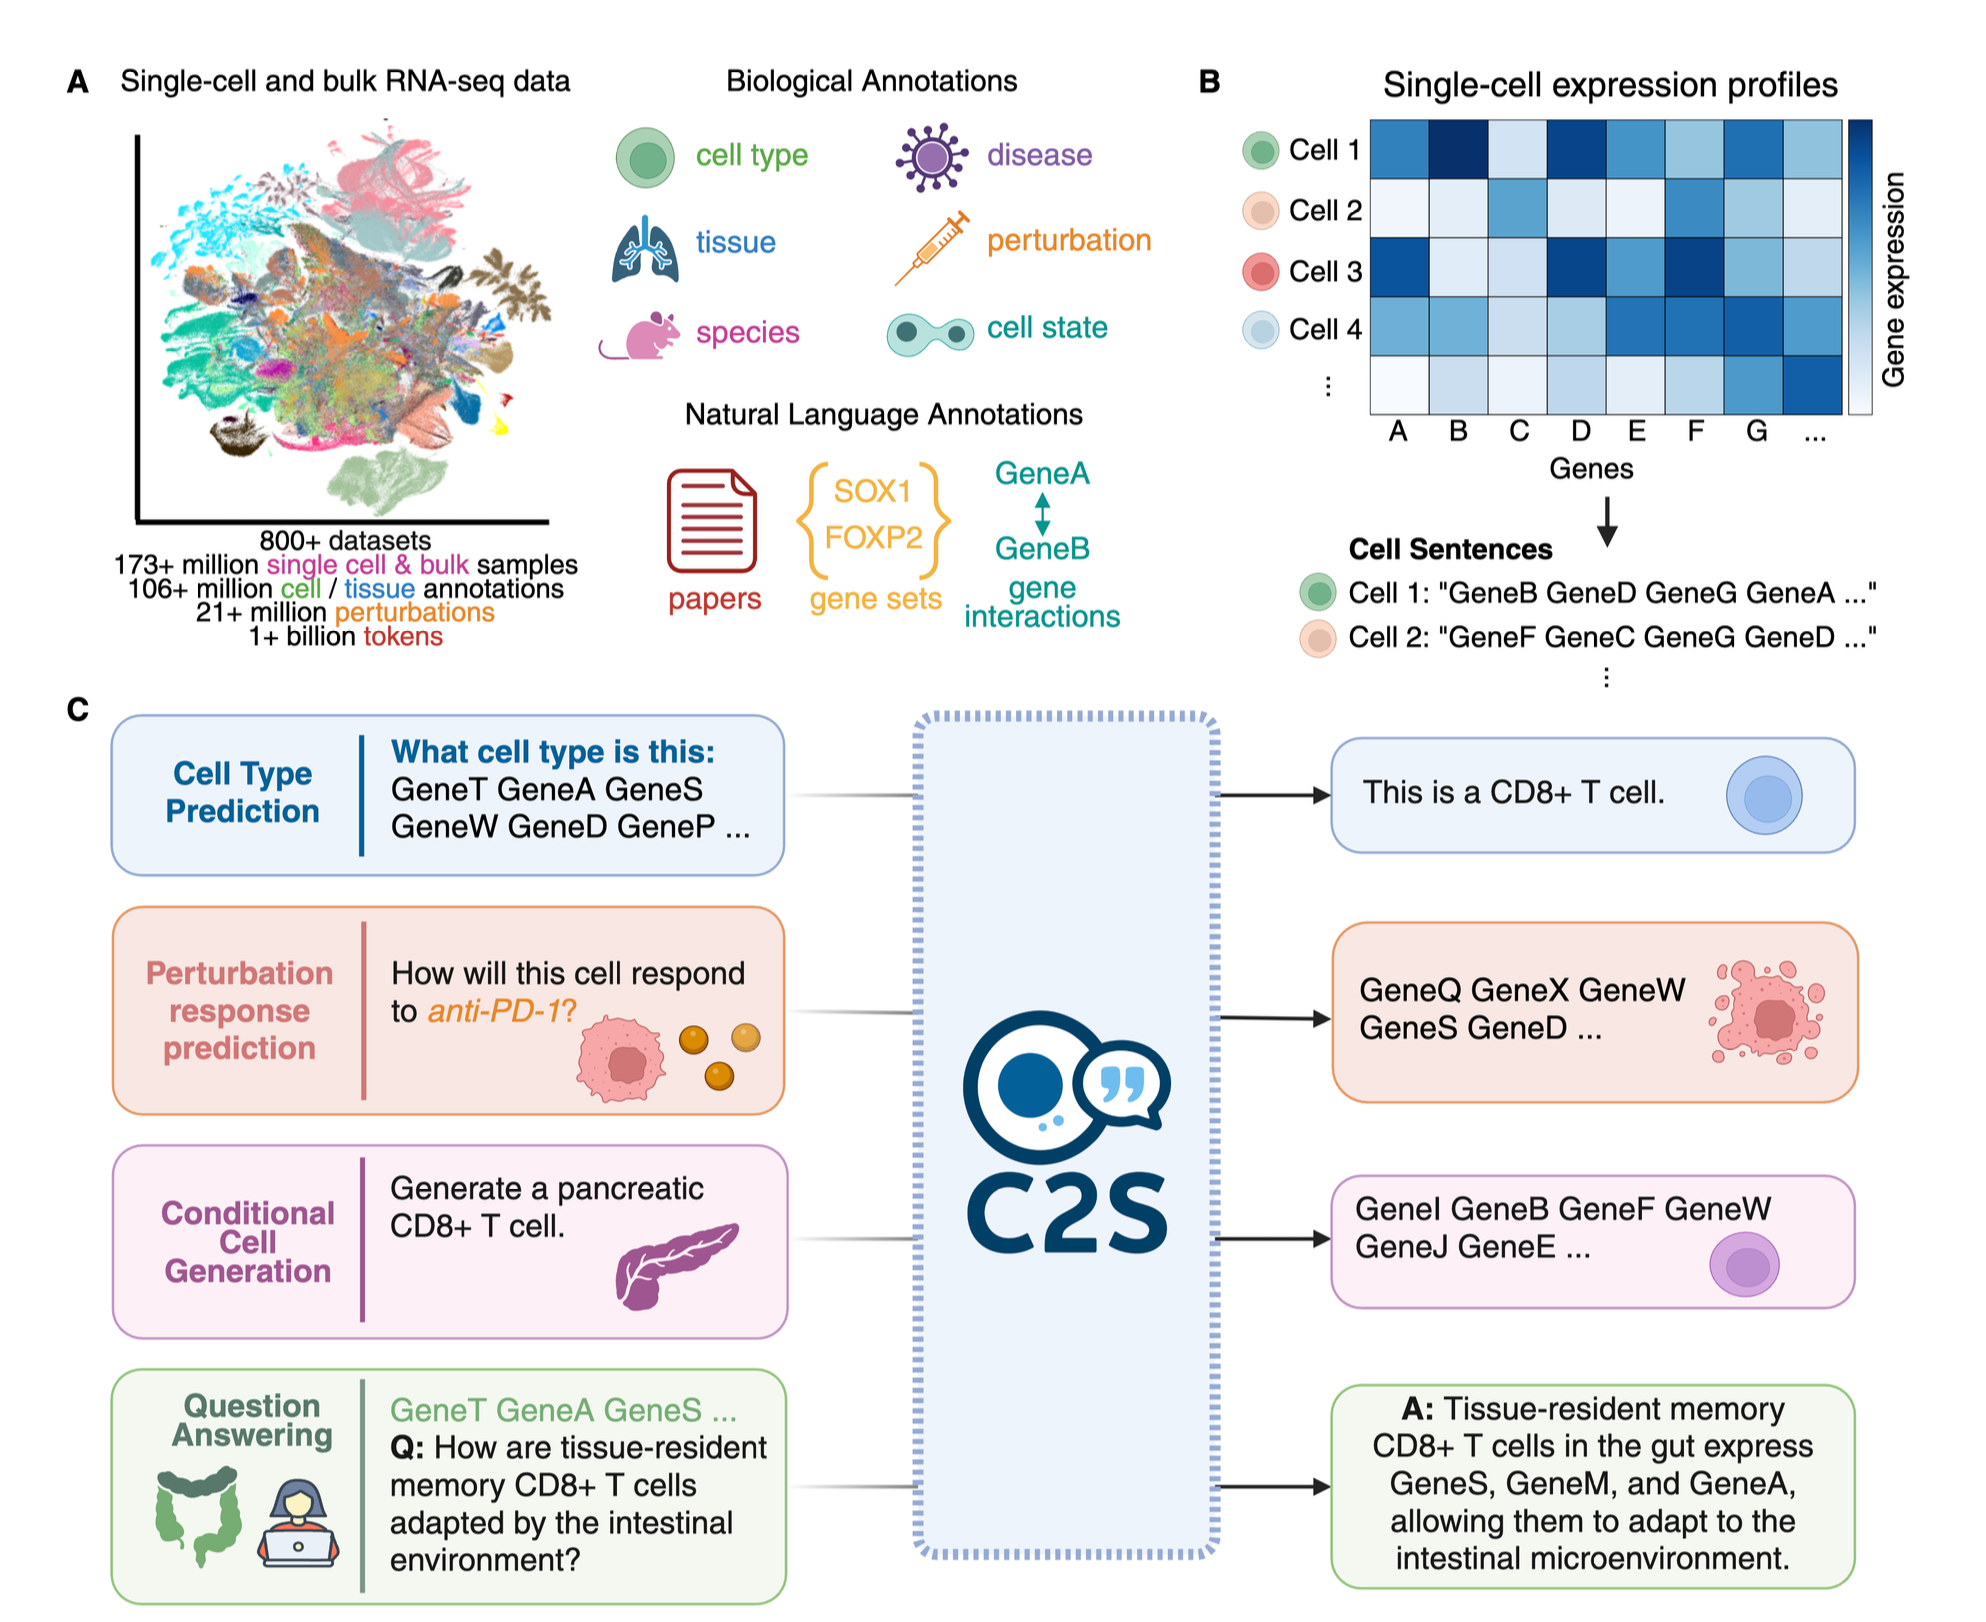 A
Single-cell and bulk RNA-seq data
800+ datasets
173+ million single cell & bulk samples
106+ million cell / tissue annotations
21+ million perturbations
1+ billion tokens
Biological Annotations
cell type
disease
tissue
perturbation
species
cell state
Natural Language Annotations
SOX1
FOXP2
GeneA
GeneB
papers
gene sets
gene
interactions
B
Single-cell expression profiles
Cell 1
Cell 2
Cell 3
Cell 4
⋮
A B C D E F G ...
Genes
Gene expression
Cell Sentences
Cell 1: "GeneB GeneD GeneG GeneA ..."
Cell 2: "GeneF GeneC GeneG GeneD ..."
⋮
C
Cell Type
Prediction
What cell type is this:
GeneT GeneA GeneS
GeneW GeneD GeneP ...
This is a CD8+ T cell.
Perturbation
response
prediction
How will this cell respond
to anti-PD-1?
GeneQ GeneX GeneW
GeneS GeneD ...
C2S
Conditional
Cell
Generation
Generate a pancreatic
CD8+ T cell.
GeneI GeneB GeneF GeneW
GeneJ GeneE ...
Question
Answering
GeneT GeneA GeneS ...
Q: How are tissue-resident
memory CD8+ T cells
adapted by the intestinal
environment?
A: Tissue-resident memory
CD8+ T cells in the gut express
GeneS, GeneM, and GeneA,
allowing them to adapt to the
intestinal microenvironment.